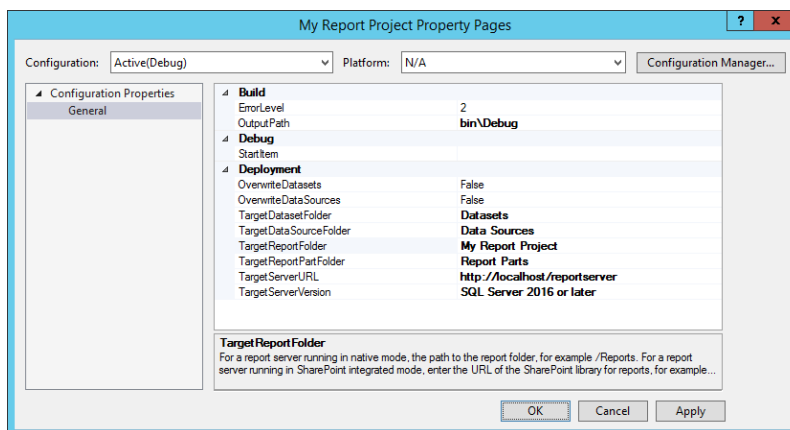 My Report Project Property Pages
? x
Configuration: Active(Debug) Platform: N/A Configuration Manager...
Configuration Properties
General
Build
ErrorLevel 2
OutputPath bin\Debug
Debug
StartItem
Deployment
OverwriteDatasets False
OverwriteDataSources False
TargetDatasetFolder Datasets
TargetDataSourceFolder Data Sources
TargetReportFolder My Report Project
TargetReportPartFolder Report Parts
TargetServerURL http://localhost/reportserver
TargetServerVersion SQL Server 2016 or later
TargetReportFolder
For a report server running in native mode, the path to the report folder, for example /Reports. For a report
server running in SharePoint integrated mode, enter the URL of the SharePoint library for reports, for example...
OK Cancel Apply